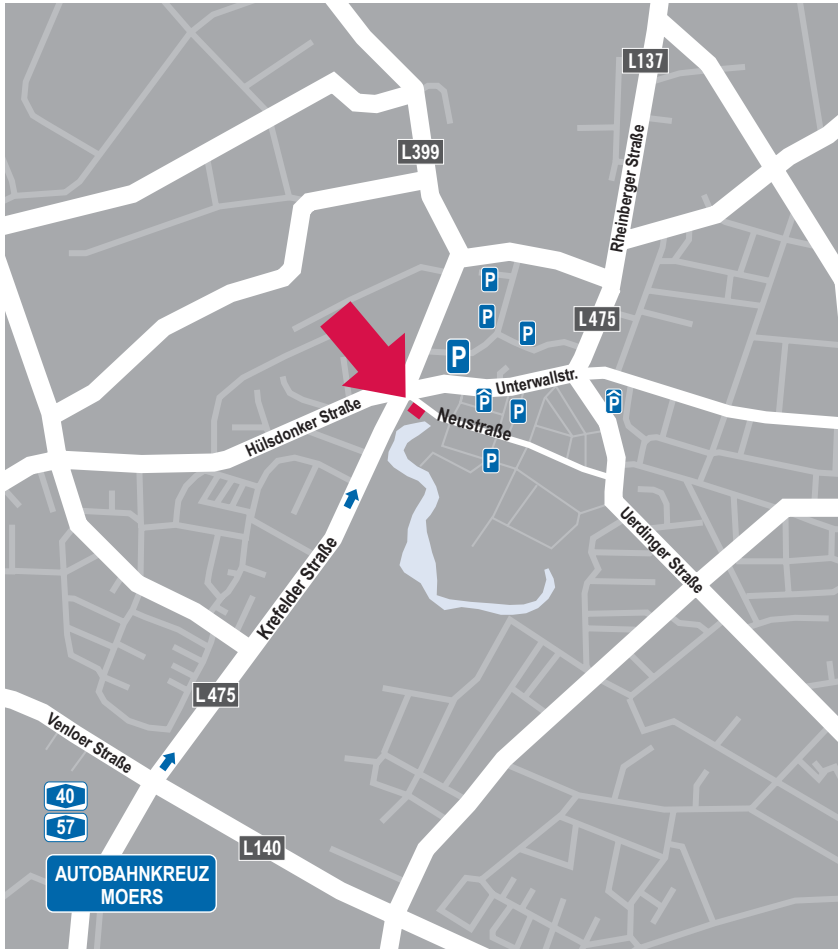 L137
L399
Rheinberger Straße
P
P
L475
P
P
Unterwallstr.
P
P
P
Hülsdonker Straße
Neustraße
P
Uerdinger Straße
Krefelder Straße
L475
Venloer Straße
40
57
L140
AUTOBAHNKREUZ
MOERS